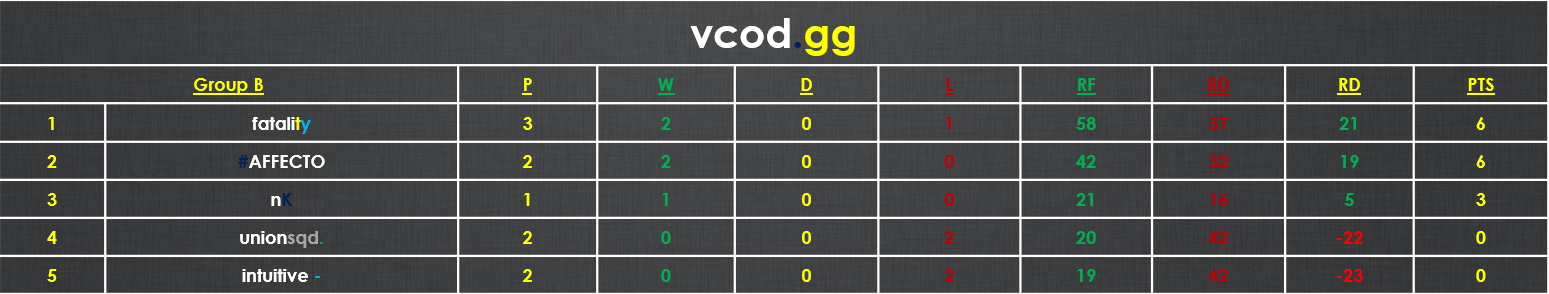 vcod.gg
Group B P W D L RF RD RD PTS
1 fatality 3 2 0 1 58 37 21 6
2 #AFFECTO 2 2 0 0 42 32 19 6
3 nK 1 1 0 0 21 16 5 3
4 unionsqd. 2 0 0 2 20 42 -22 0
5 intuitive - 2 0 0 2 19 42 -23 0